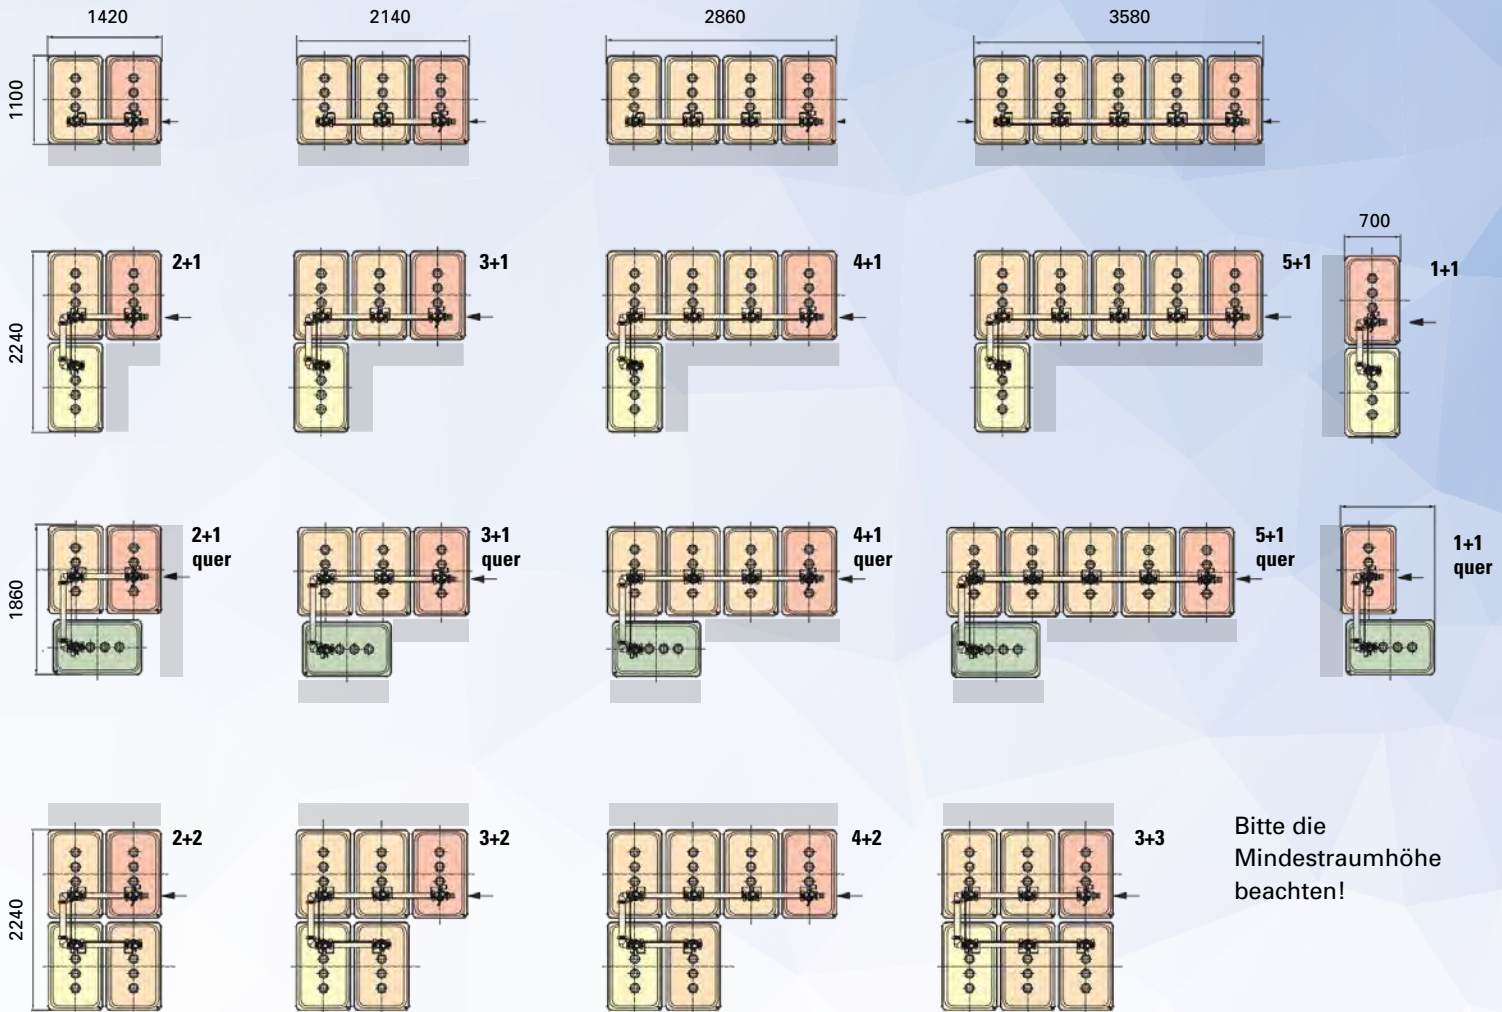 1420
2140
2860
3580
1100
700
2+1
3+1
4+1
5+1
1+1
2240
2+1
quer
3+1
quer
4+1
quer
5+1
quer
1+1
quer
1860
2+2
3+2
4+2
3+3
2240
Bitte die
Mindestraumhöhe
beachten!